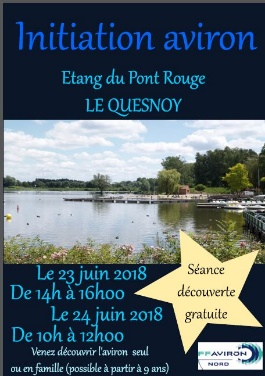 Initiation aviron
Etang du Pont Rouge
LE QUESNOY
Le 23 juin 2018
De 14h à 16h00
Le 24 juin 2018
De 10h à 12h00
Séance
découverte
gratuite
Venez découvrir l'aviron seul
ou en famille (possible à partir à 9 ans)
FFAVIRON
NORD